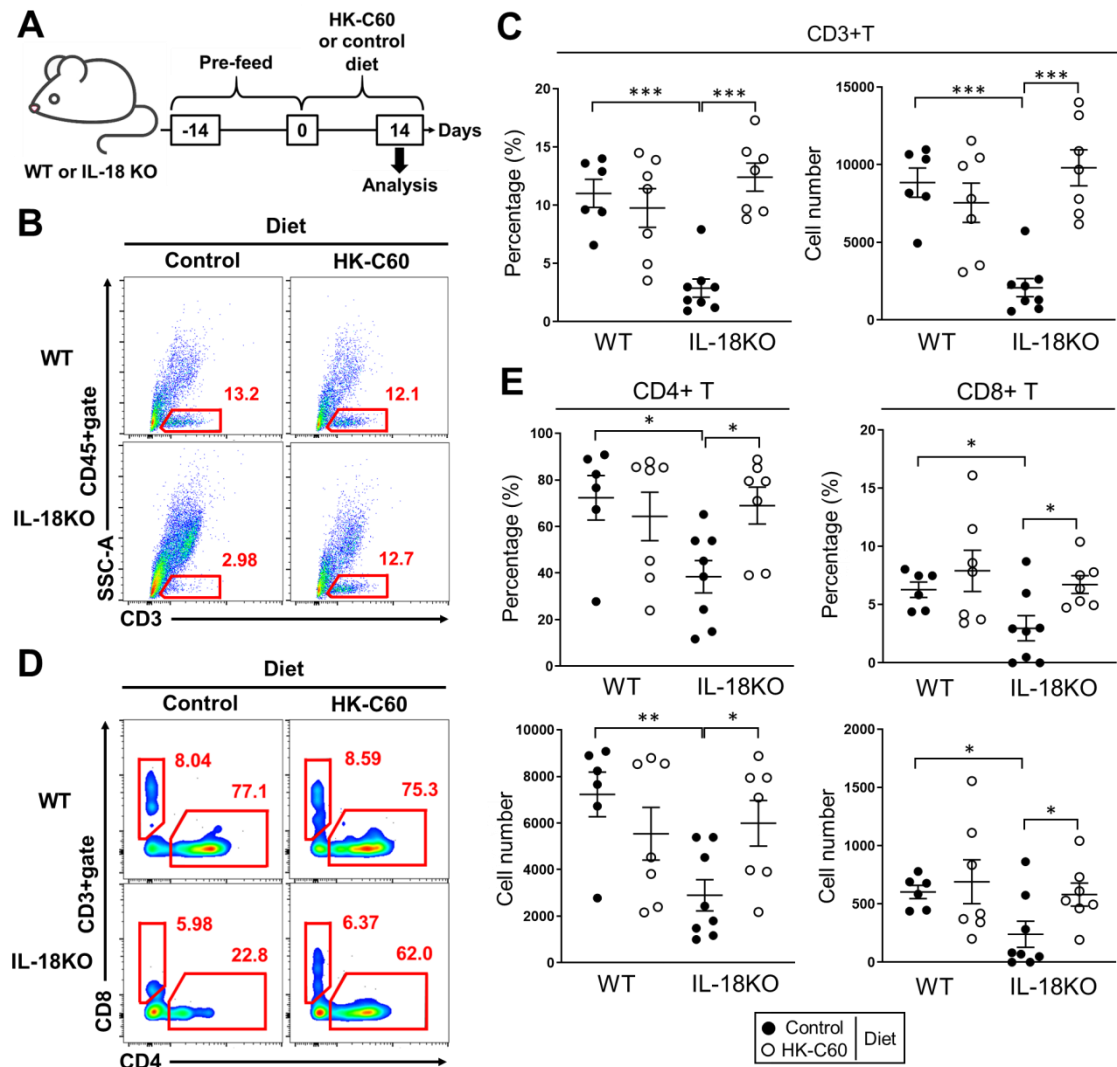 A
HK-C60
or control
diet
Pre-feed
-14
0
14
Days
WT or IL-18 KO
Analysis
B
Diet
Control
HK-C60
WT
13.2
12.1
IL-18KO
2.98
12.7
CD45+gate
SSC-A
CD3
C
CD3+T
Percentage (%)
20
15
10
5
0
*** ***
WT
IL-18KO
Cell number
15000
10000
5000
0
*** ***
WT
IL-18KO
D
Diet
Control
HK-C60
WT
8.04
77.1
8.59
75.3
IL-18KO
5.98
22.8
6.37
62.0
CD3+gate
CD8
CD4
E
CD4+ T
Percentage (%)
100
80
60
40
20
0
* *
WT
IL-18KO
CD8+ T
Percentage (%)
20
15
10
5
0
*
*
WT
IL-18KO
Cell number
10000
8000
6000
4000
2000
0
** *
WT
IL-18KO
Cell number
2000
1500
1000
500
0
*
*
WT
IL-18KO
Control
HK-C60
Diet